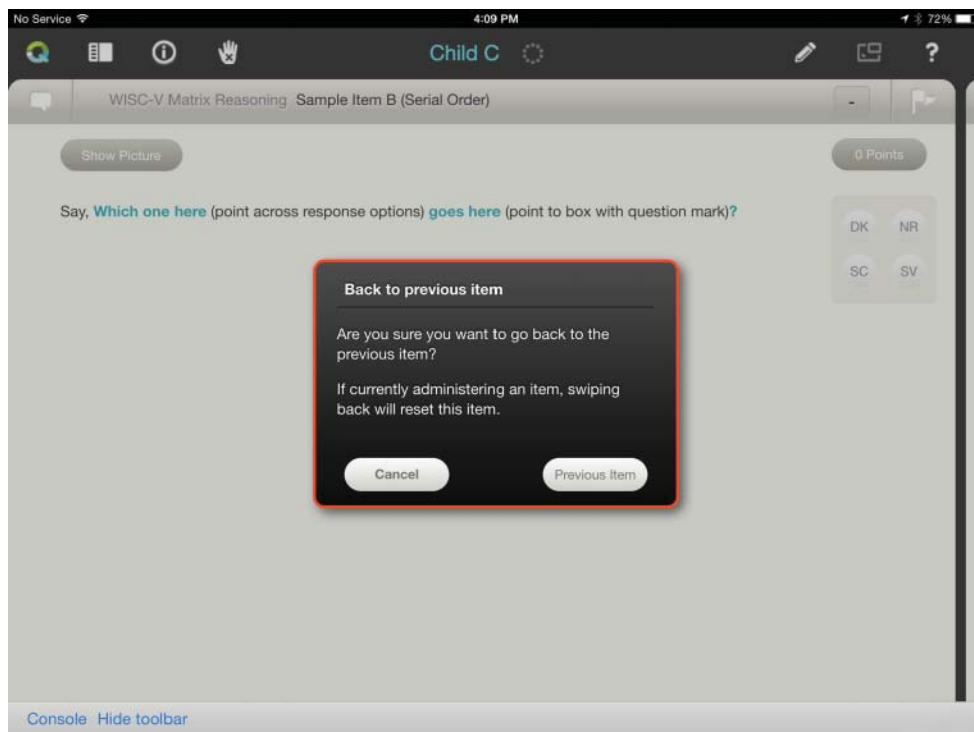 No Service
4:09 PM
72%
Child C
?
WISC-V Matrix Reasoning Sample Item B (Serial Order)
-
Show Picture
0 Points
Say, Which one here (point across response options) goes here (point to box with question mark)?
DK NR
SC SV
Back to previous item
Are you sure you want to go back to the
previous item?
If currently administering an item, swiping
back will reset this item.
Cancel
Previous Item
Console Hide toolbar